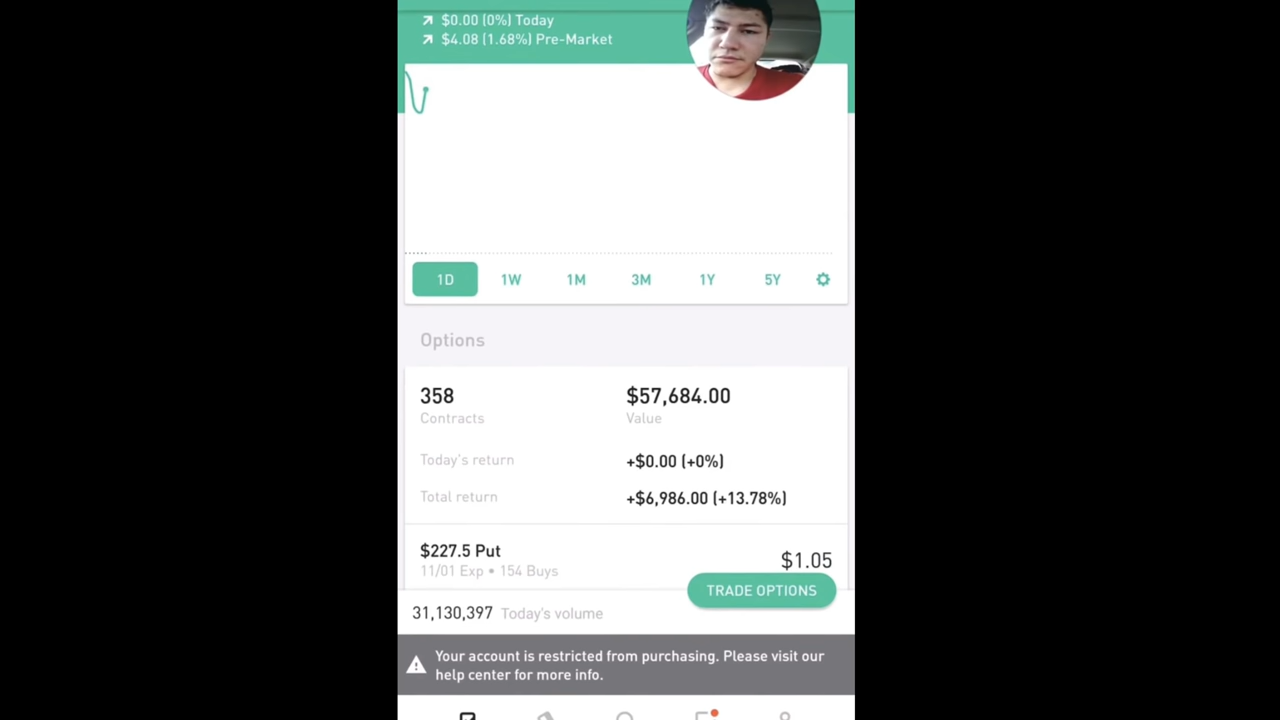 $0.00 (0%) Today
$4.08 (1.68%) Pre-Market
1D 1W 1M 3M 1Y 5Y
Options
358 $57,684.00
Contracts Value
Today's return +$0.00 (+0%)
Total return +$6,986.00 (+13.78%)
$227.5 Put $1.05
11/01 Exp • 154 Buys
TRADE OPTIONS
31,130,397 Today's volume
Your account is restricted from purchasing. Please visit our
help center for more info.